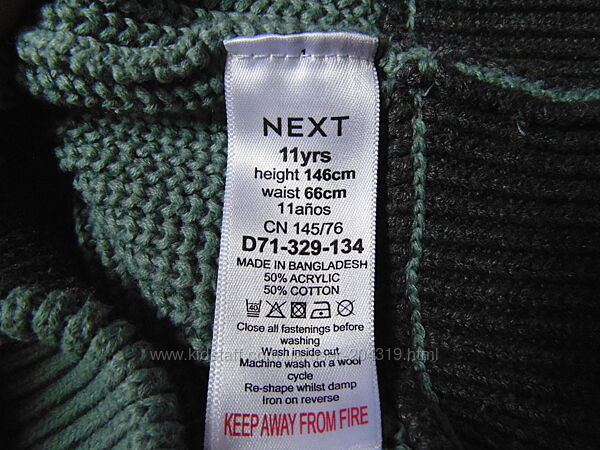 NEXT
11yrs
height 146cm
waist 66cm
11años
CN 145/76
D71-329-134
MADE IN BANGLADESH
50% ACRYLIC
50% COTTON
40
Close all fastenings before
washing
Wash inside out
Machine wash on a wool
cycle
Re-shape whilst damp
Iron on reverse
KEEP AWAY FROM FIRE